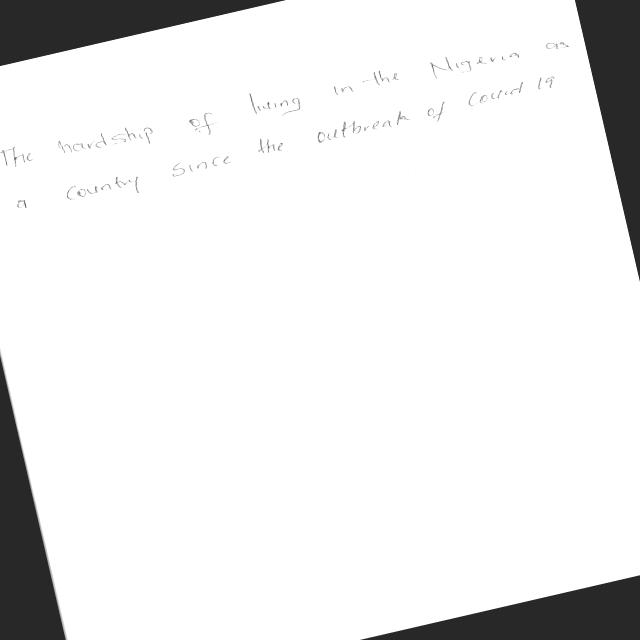 The hardship of living in the Nigeria as
a country since the outbreak of Covid 19